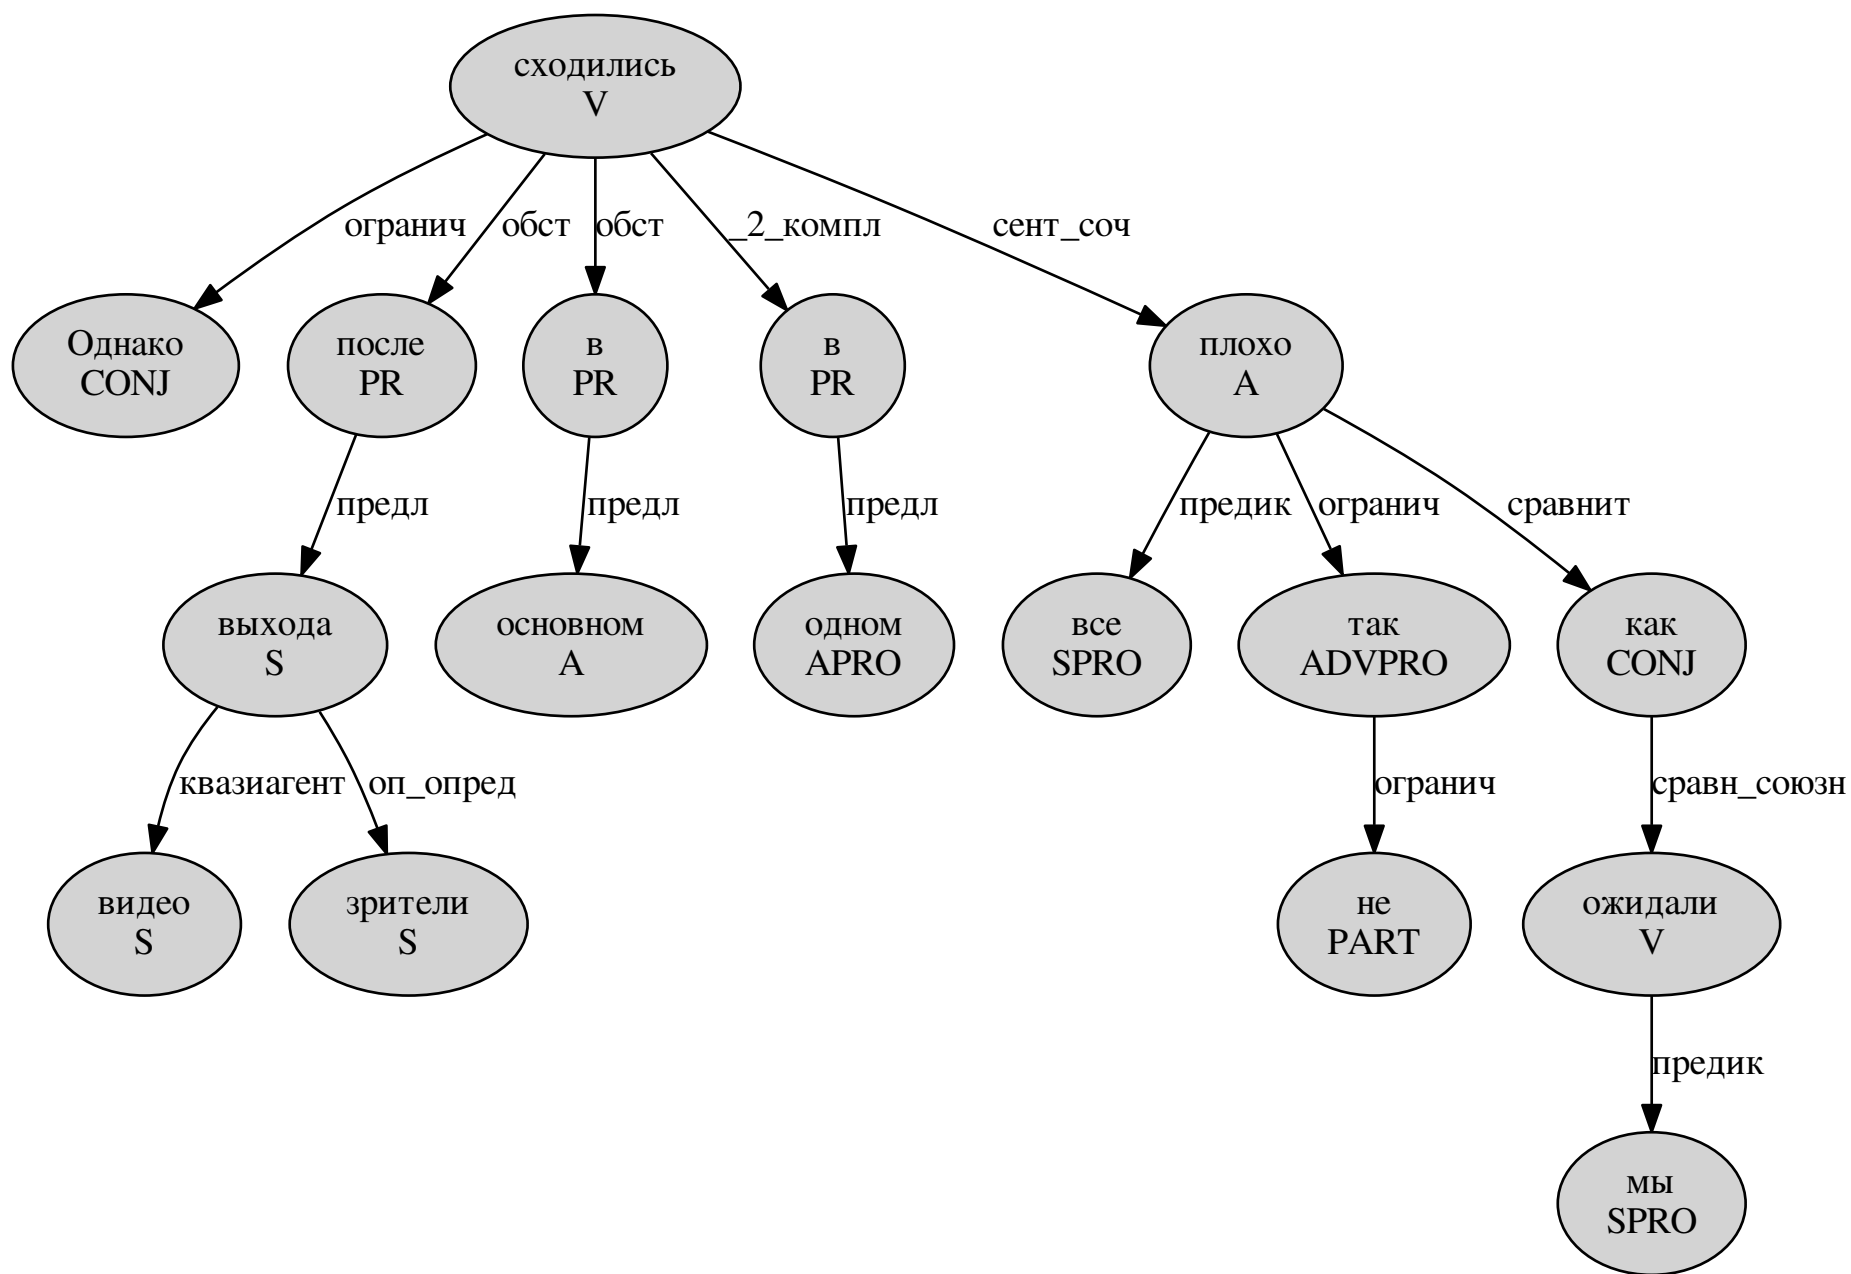 сходились
V
огранич
обст
обст
_2_компл
сент_соч
Однако
CONJ
после
PR
в
PR
в
PR
плохо
A
предл
предл
предл
предик
огранич
сравнит
выхода
S
основном
A
одном
APRO
все
SPRO
так
ADVPRO
как
CONJ
квазиагент
оп_опред
огранич
сравн_союзн
видео
S
зрители
S
не
PART
ожидали
V
предик
мы
SPRO